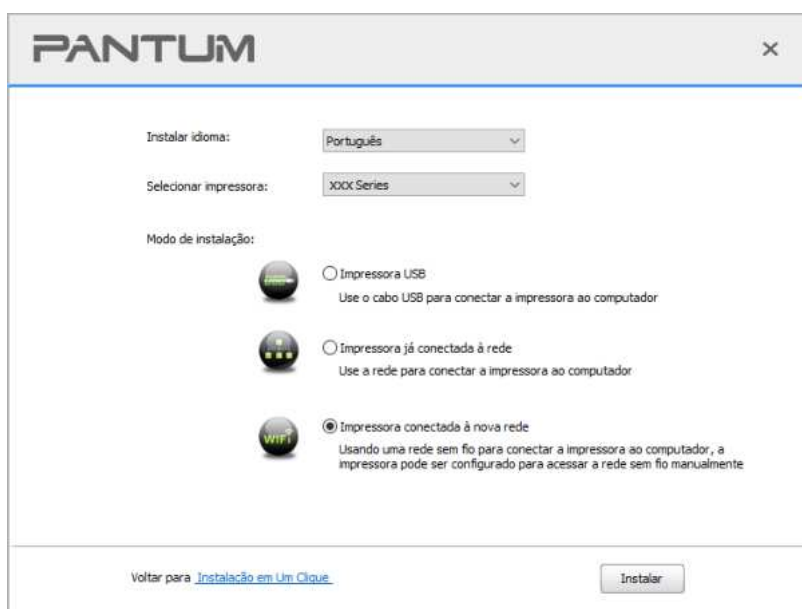 PANTUM
Instalar idioma:
Português
Selecionar impressora:
XXX Series
Modo de instalação:
Impressora USB
Use o cabo USB para conectar a impressora ao computador
Impressora já conectada à rede
Use a rede para conectar a impressora ao computador
WiFi
Impressora conectada à nova rede
Usando uma rede sem fio para conectar a impressora ao computador, a
impressora pode ser configurado para acessar a rede sem fio manualmente
Voltar para Instalação em Um Clique
Instalar